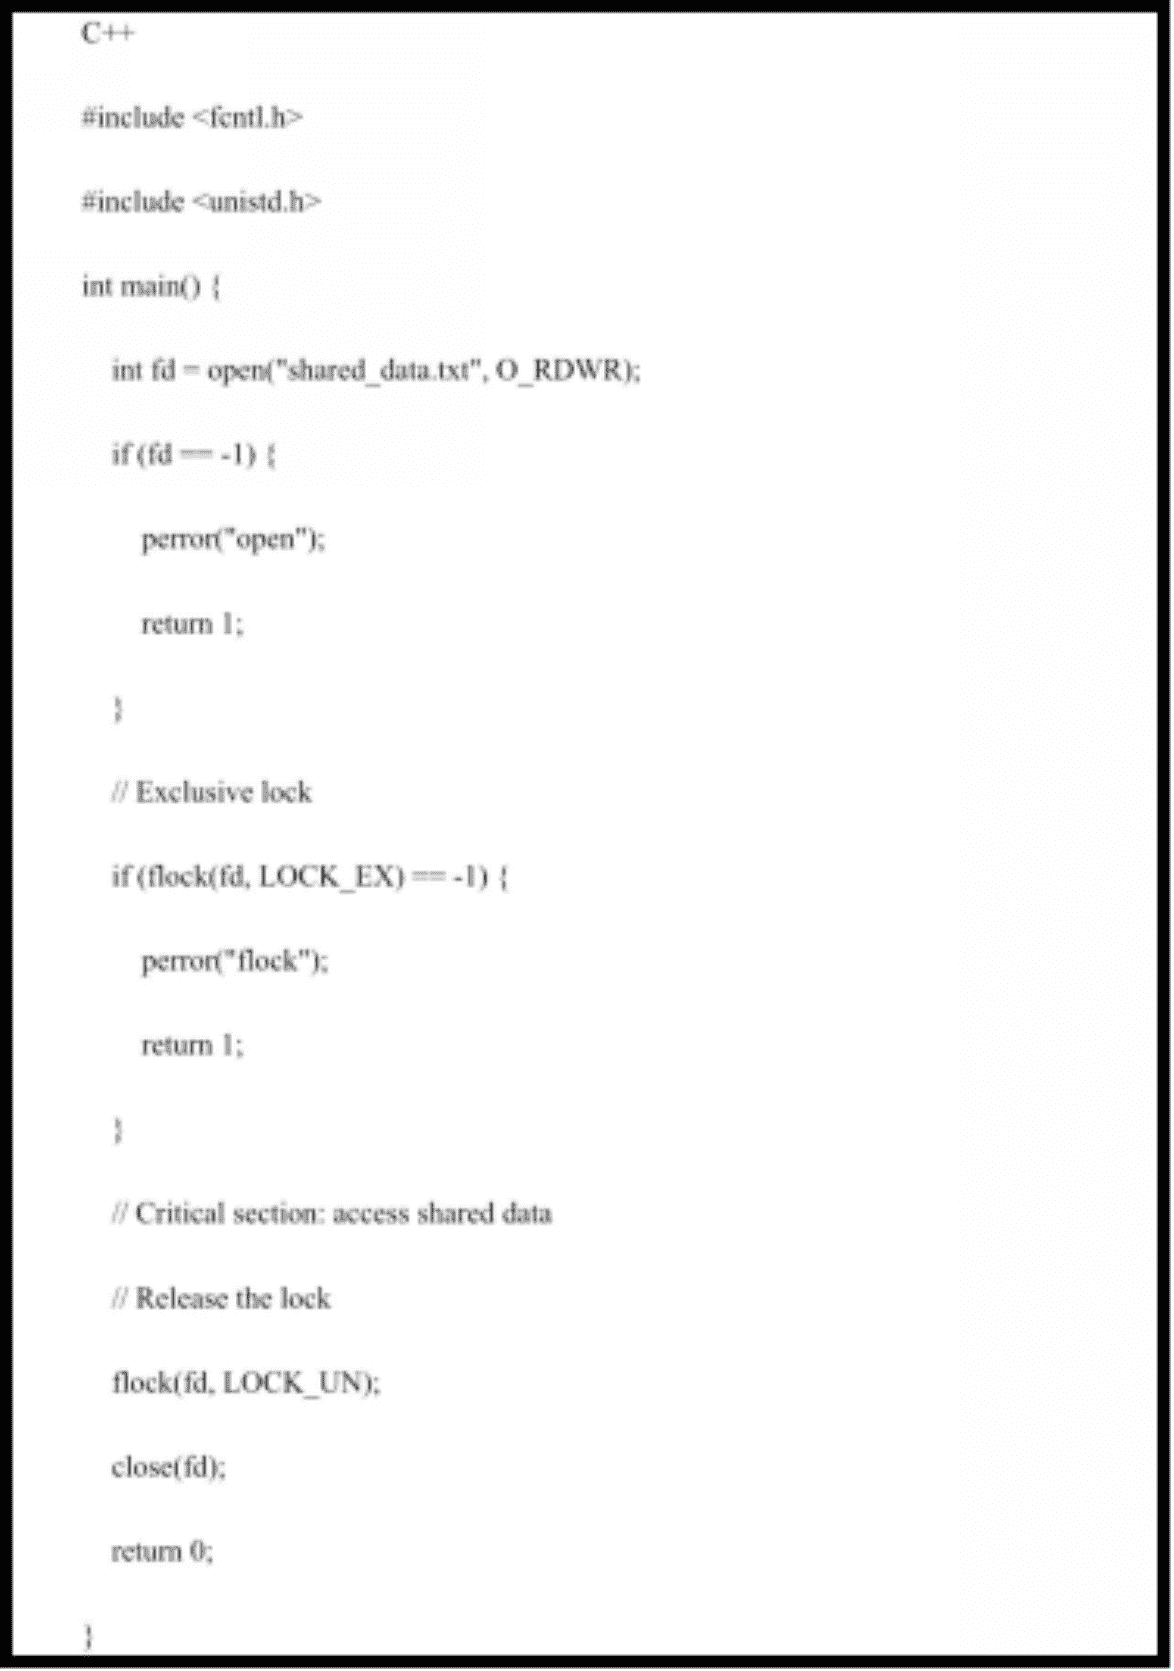 C++
#include <fcntl.h>
#include <unistd.h>
int main() {
int fd = open("shared_data.txt", O_RDWR);
if (fd == -1) {
perror("open");
return 1;
}
// Exclusive lock
if (flock(fd, LOCK_EX) == -1) {
perror("flock");
return 1;
}
// Critical section: access shared data
// Release the lock
flock(fd, LOCK_UN);
close(fd);
return 0;
}